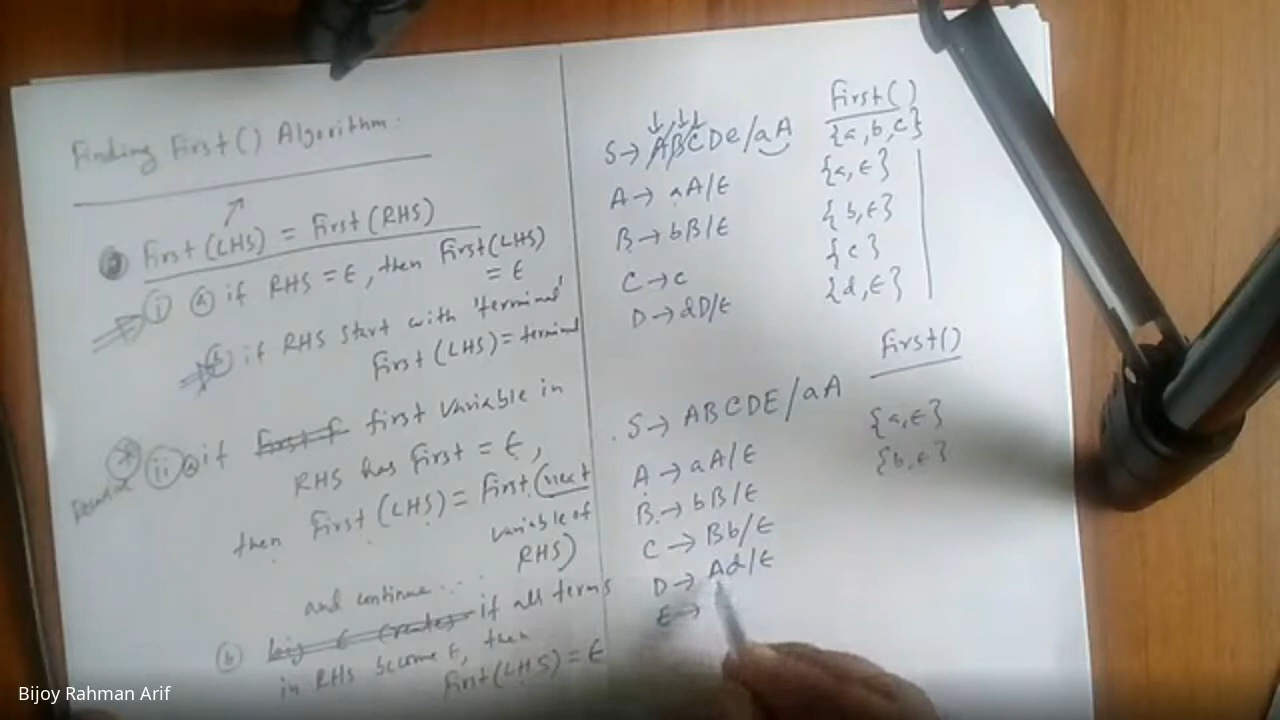 Finding First() Algorithm:
First(LHS) = First(RHS)
(i) (a) if RHS = ε, then First(LHS)
= ε
(b) if RHS start with 'terminal'
First(LHS) = terminal
(ii) (a) if first variable in
RHS has First = ε,
then First(LHS) = First(next
variable of
RHS)
and continue...
(b) if all terms
in RHS become ε, then
First(LHS) = ε
First()
S → ABCDe/aA {a,b,c}
A → aA/ε {a,ε}
B → bB/ε {b,ε}
C → c {c}
D → dD/ε {d,ε}
First()
S → ABCDE/aA
A → aA/ε {a,ε}
B → bB/ε {b,ε}
C → Bb/ε
D → Ad/ε
E →
Bijoy Rahman Arif